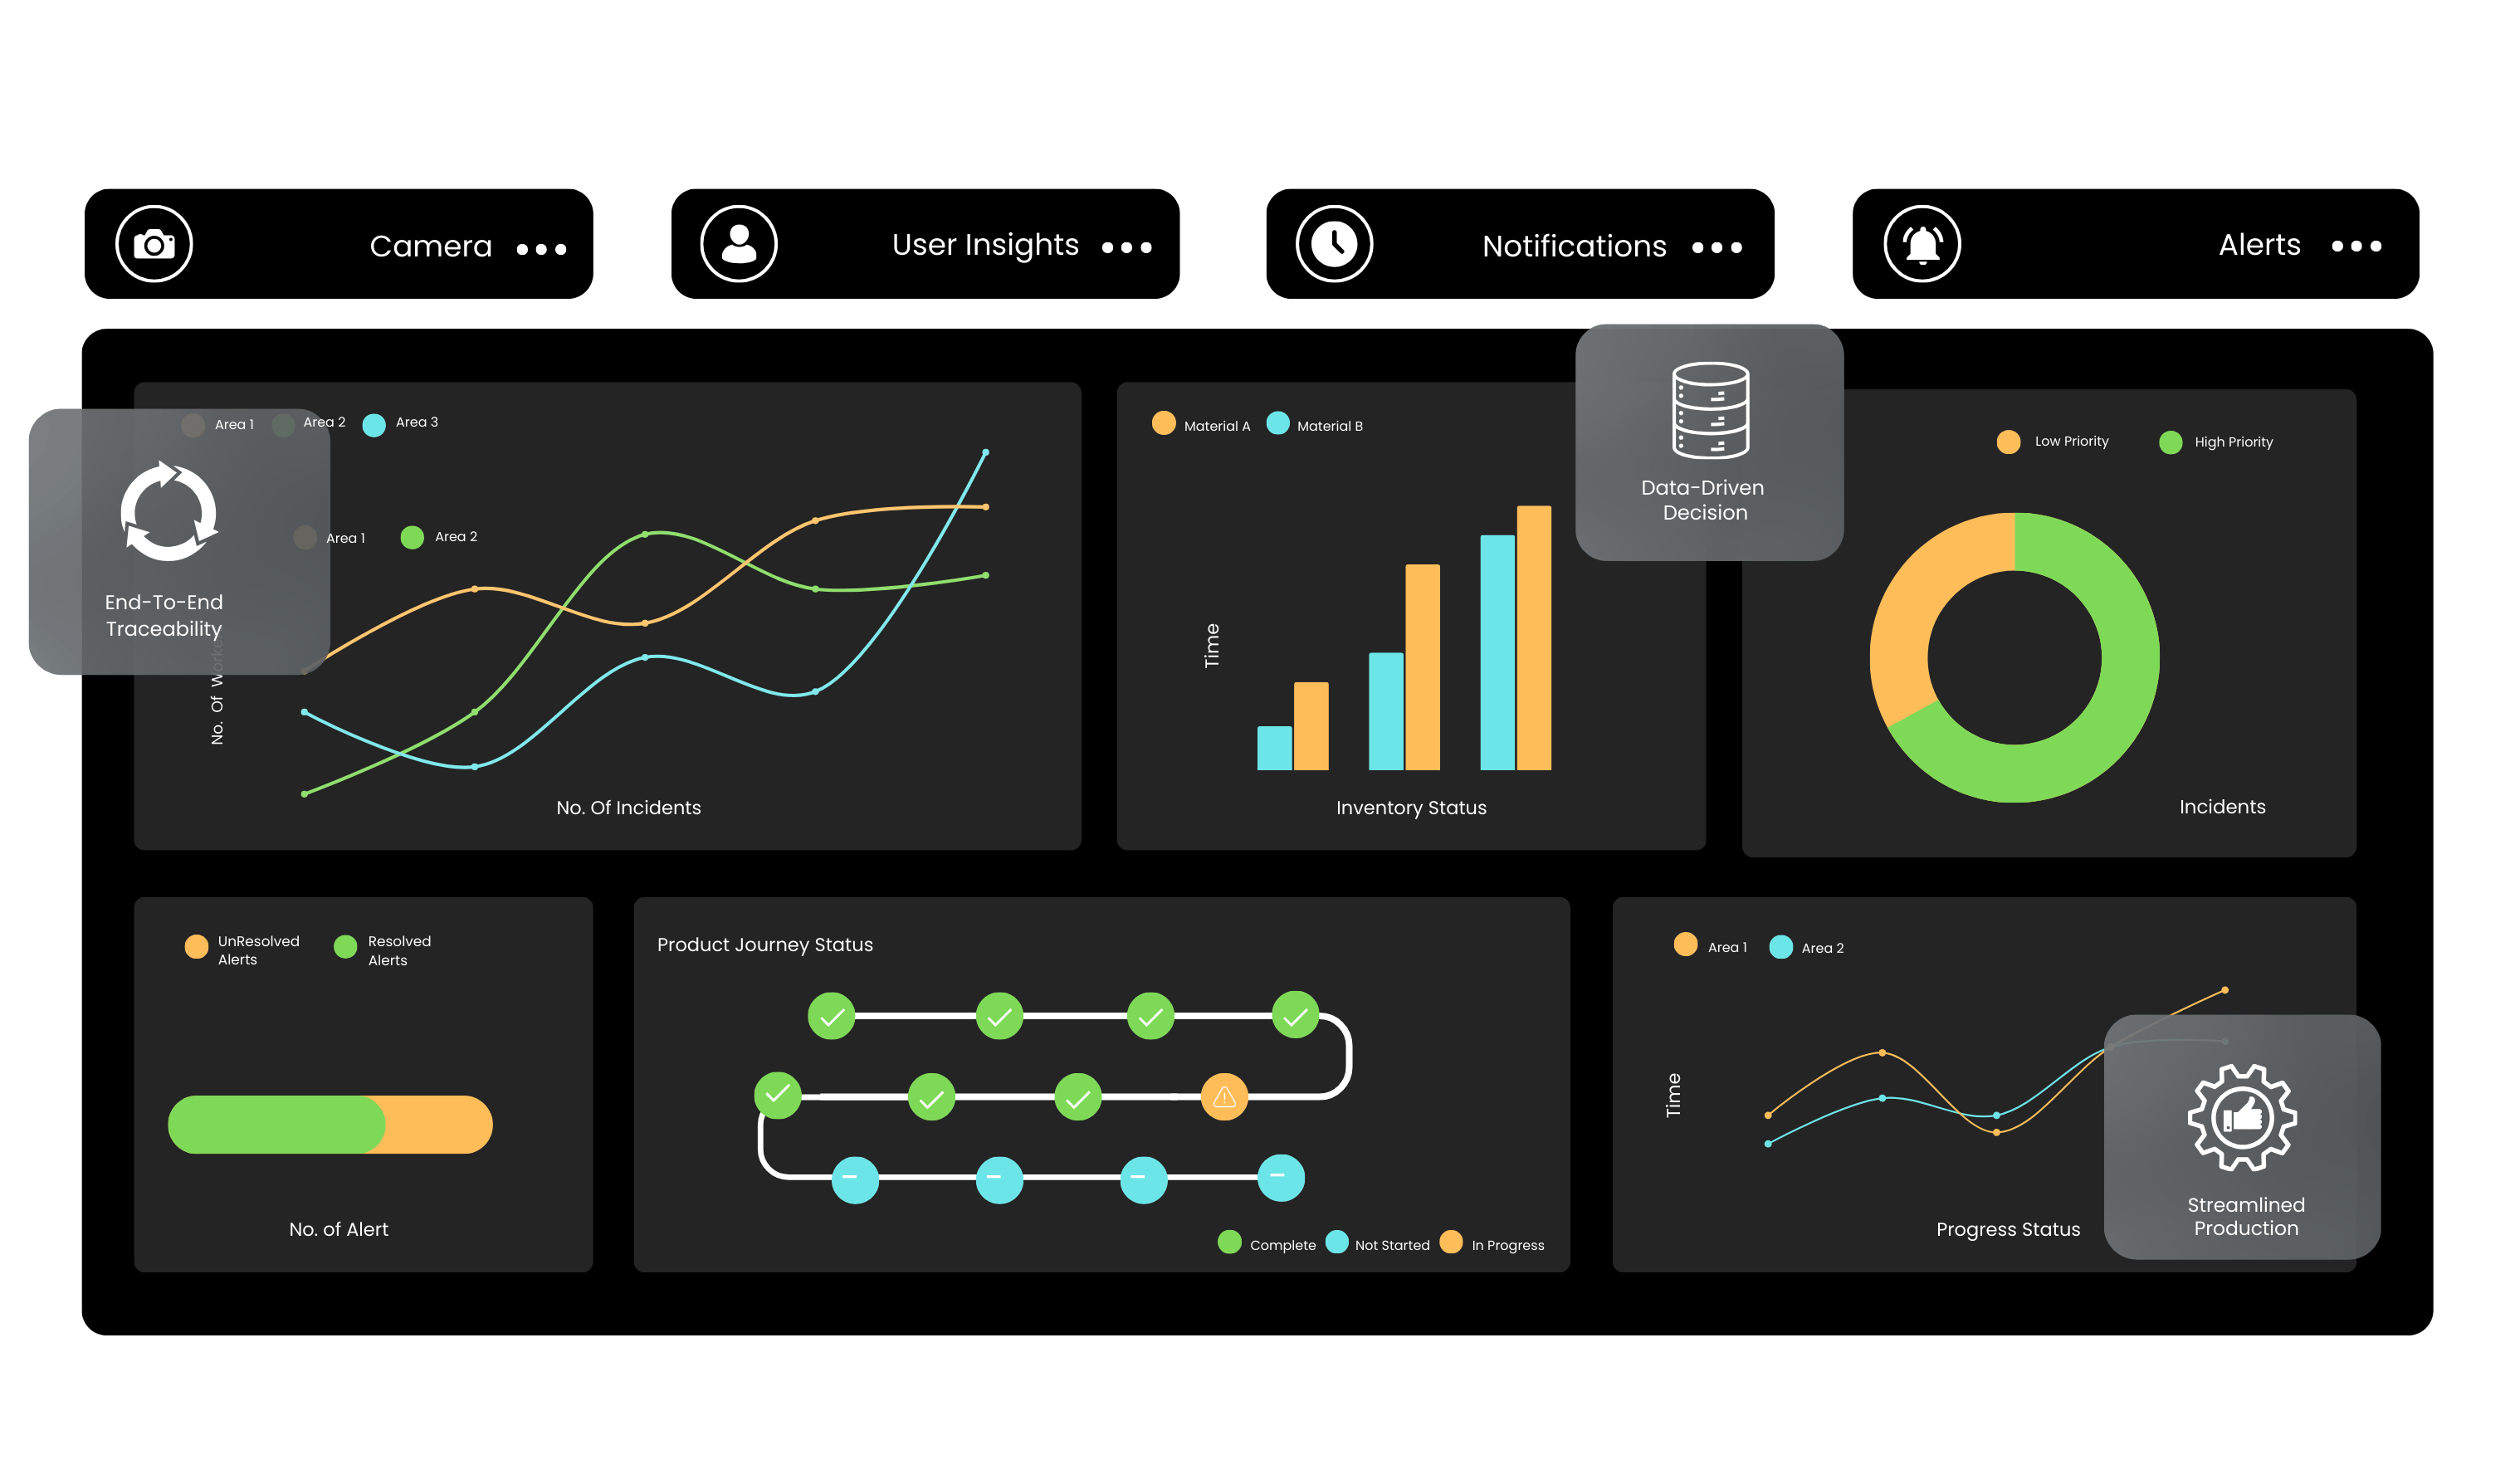 Camera
User Insights
Notifications
Alerts
Area 1 Area 2 Area 3
Area 1 Area 2
End-To-End
Traceability
No. Of
No. Of Incidents
Material A Material B
Time
Inventory Status
Data-Driven
Decision
Low Priority High Priority
Incidents
UnResolved
Alerts
Resolved
Alerts
No. of Alert
Product Journey Status
Complete Not Started In Progress
Area 1 Area 2
Time
Progress Status
Streamlined
Production